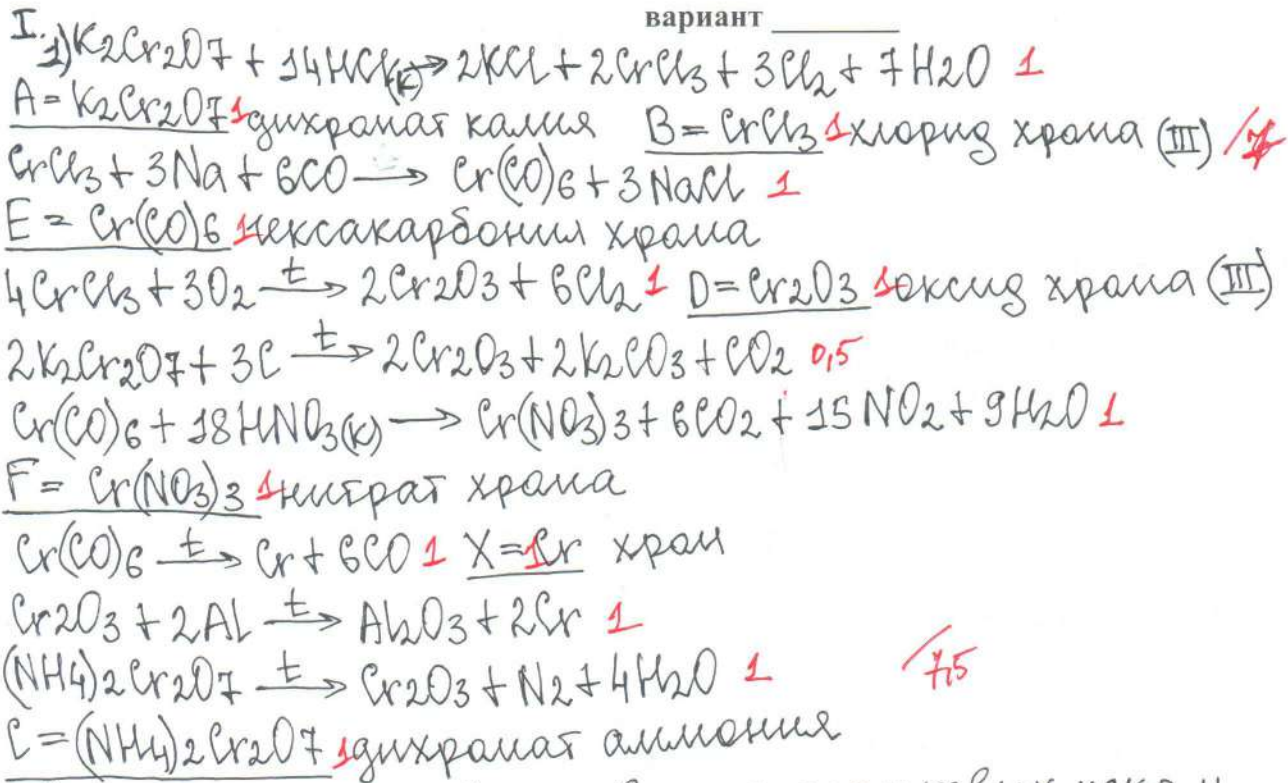 вариант
I. 1) K2Cr2O7 + 14HCl(к) → 2KCl + 2CrCl3 + 3Cl2 + 7H2O 1
A = K2Cr2O7 1 дихромат калия B = CrCl3 1 хлорид хрома (III) /7
CrCl3 + 3Na + 6CO → Cr(CO)6 + 3NaCl 1
E = Cr(CO)6 1 гексакарбонил хрома
4CrCl3 + 3O2 t→ 2Cr2O3 + 6Cl2 1 D = Cr2O3 1 оксид хрома (III)
2K2Cr2O7 + 3C t→ 2Cr2O3 + 2K2CO3 + CO2 0,5
Cr(CO)6 + 18HNO3(к) → Cr(NO3)3 + 6CO2 + 15NO2 + 9H2O 1
F = Cr(NO3)3 1 нитрат хрома
Cr(CO)6 t→ Cr + 6CO 1 X = 1 Cr хром
Cr2O3 + 2Al t→ Al2O3 + 2Cr 1
(NH4)2Cr2O7 t→ Cr2O3 + N2 + 4H2O 1 /7,5
C = (NH4)2Cr2O7 1 дихромат аммония